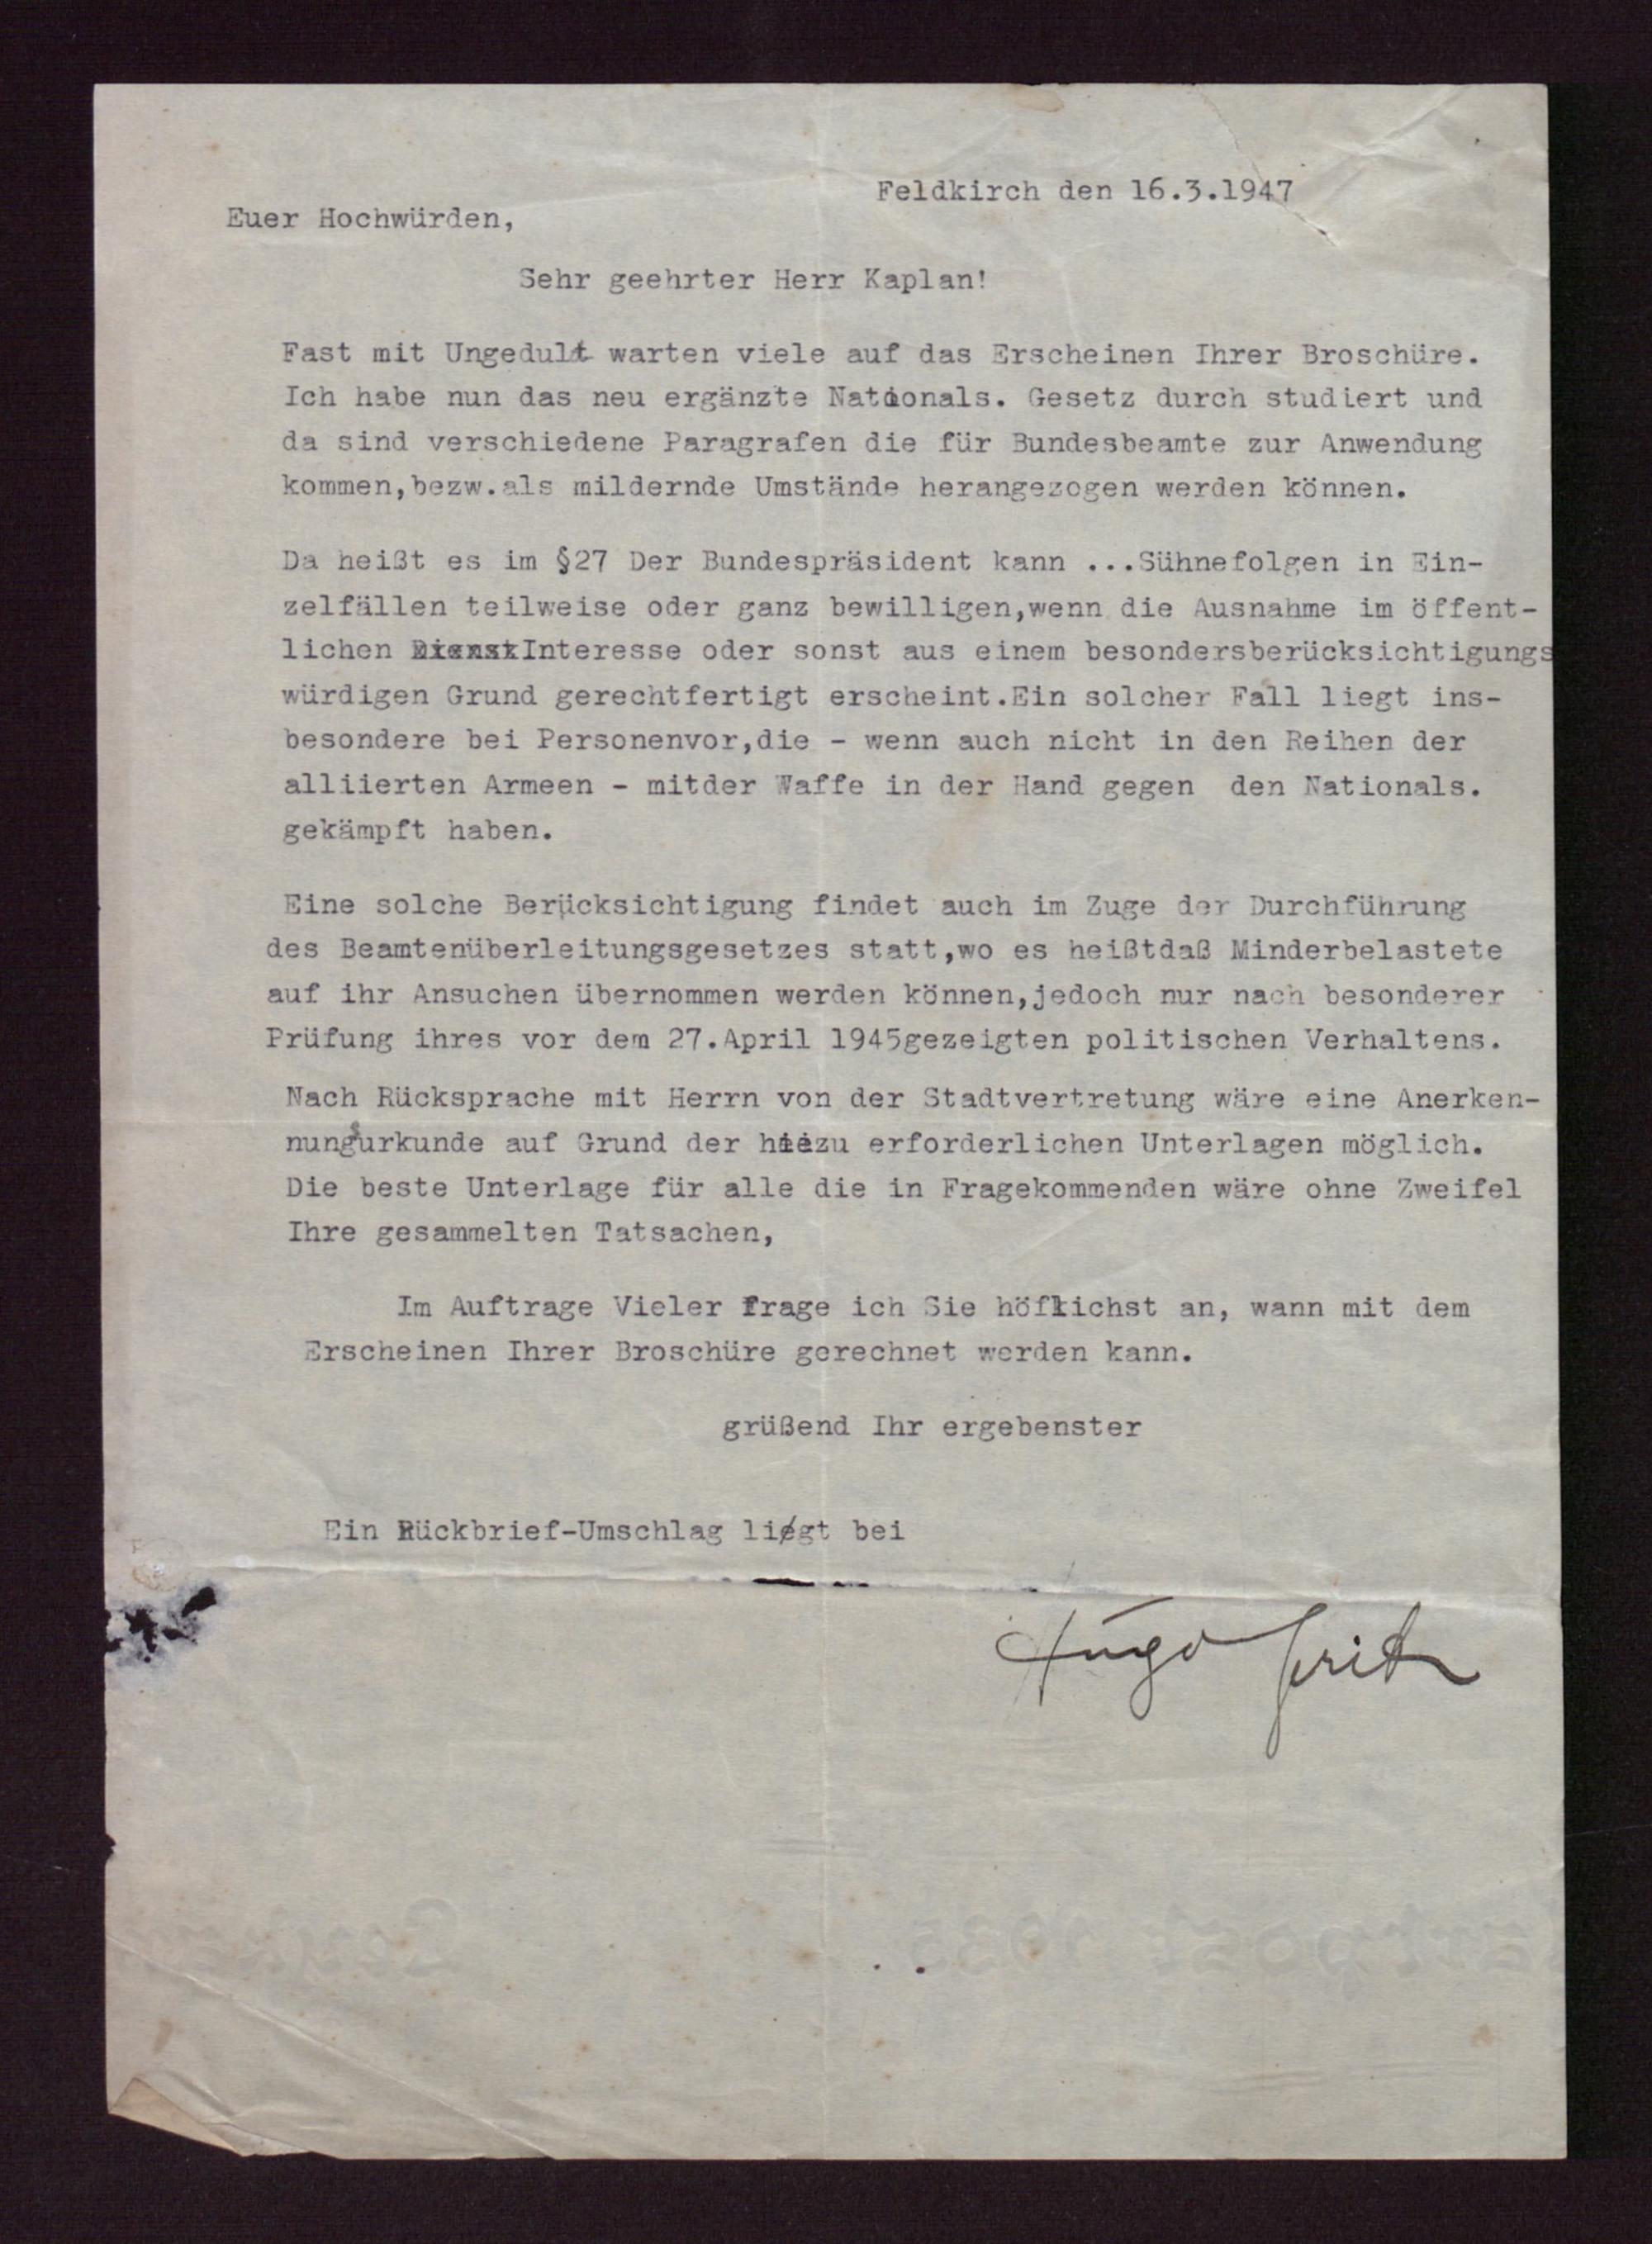 Feldkirch den 16.3.1947
Euer Hochwürden,
Sehr geehrter Herr Kaplan!
Fast mit Ungedult warten viele auf das Erscheinen Ihrer Broschüre.
Ich habe nun das neu ergänzte Nationals. Gesetz durch studiert und
da sind verschiedene Paragrafen die für Bundesbeamte zur Anwendung
kommen,bezw.als mildernde Umstände herangezogen werden können.
Da heißt es im §27 Der Bundespräsident kann ...Sühnefolgen in Ein-
zelfällen teilweise oder ganz bewilligen,wenn die Ausnahme im öffent-
lichen Interesse oder sonst aus einem besondersberücksichtigungs
würdigen Grund gerechtfertigt erscheint.Ein solcher Fall liegt ins-
besondere bei Personenvor,die - wenn auch nicht in den Reihen der
alliierten Armeen - mitder Waffe in der Hand gegen den Nationals.
gekämpft haben.
Eine solche Berücksichtigung findet auch im Zuge der Durchführung
des Beamtenüberleitungsgesetzes statt,wo es heißtdaß Minderbelastete
auf ihr Ansuchen übernommen werden können,jedoch nur nach besonderer
Prüfung ihres vor dem 27.April 1945gezeigten politischen Verhaltens.
Nach Rücksprache mit Herrn von der Stadtvertretung wäre eine Anerken-
nungsurkunde auf Grund der hiezu erforderlichen Unterlagen möglich.
Die beste Unterlage für alle die in Fragekommenden wäre ohne Zweifel
Ihre gesammelten Tatsachen,
Im Auftrage Vieler frage ich Sie höflichst an, wann mit dem
Erscheinen Ihrer Broschüre gerechnet werden kann.
grüßend Ihr ergebenster
Ein Rückbrief-Umschlag liegt bei
Hugo